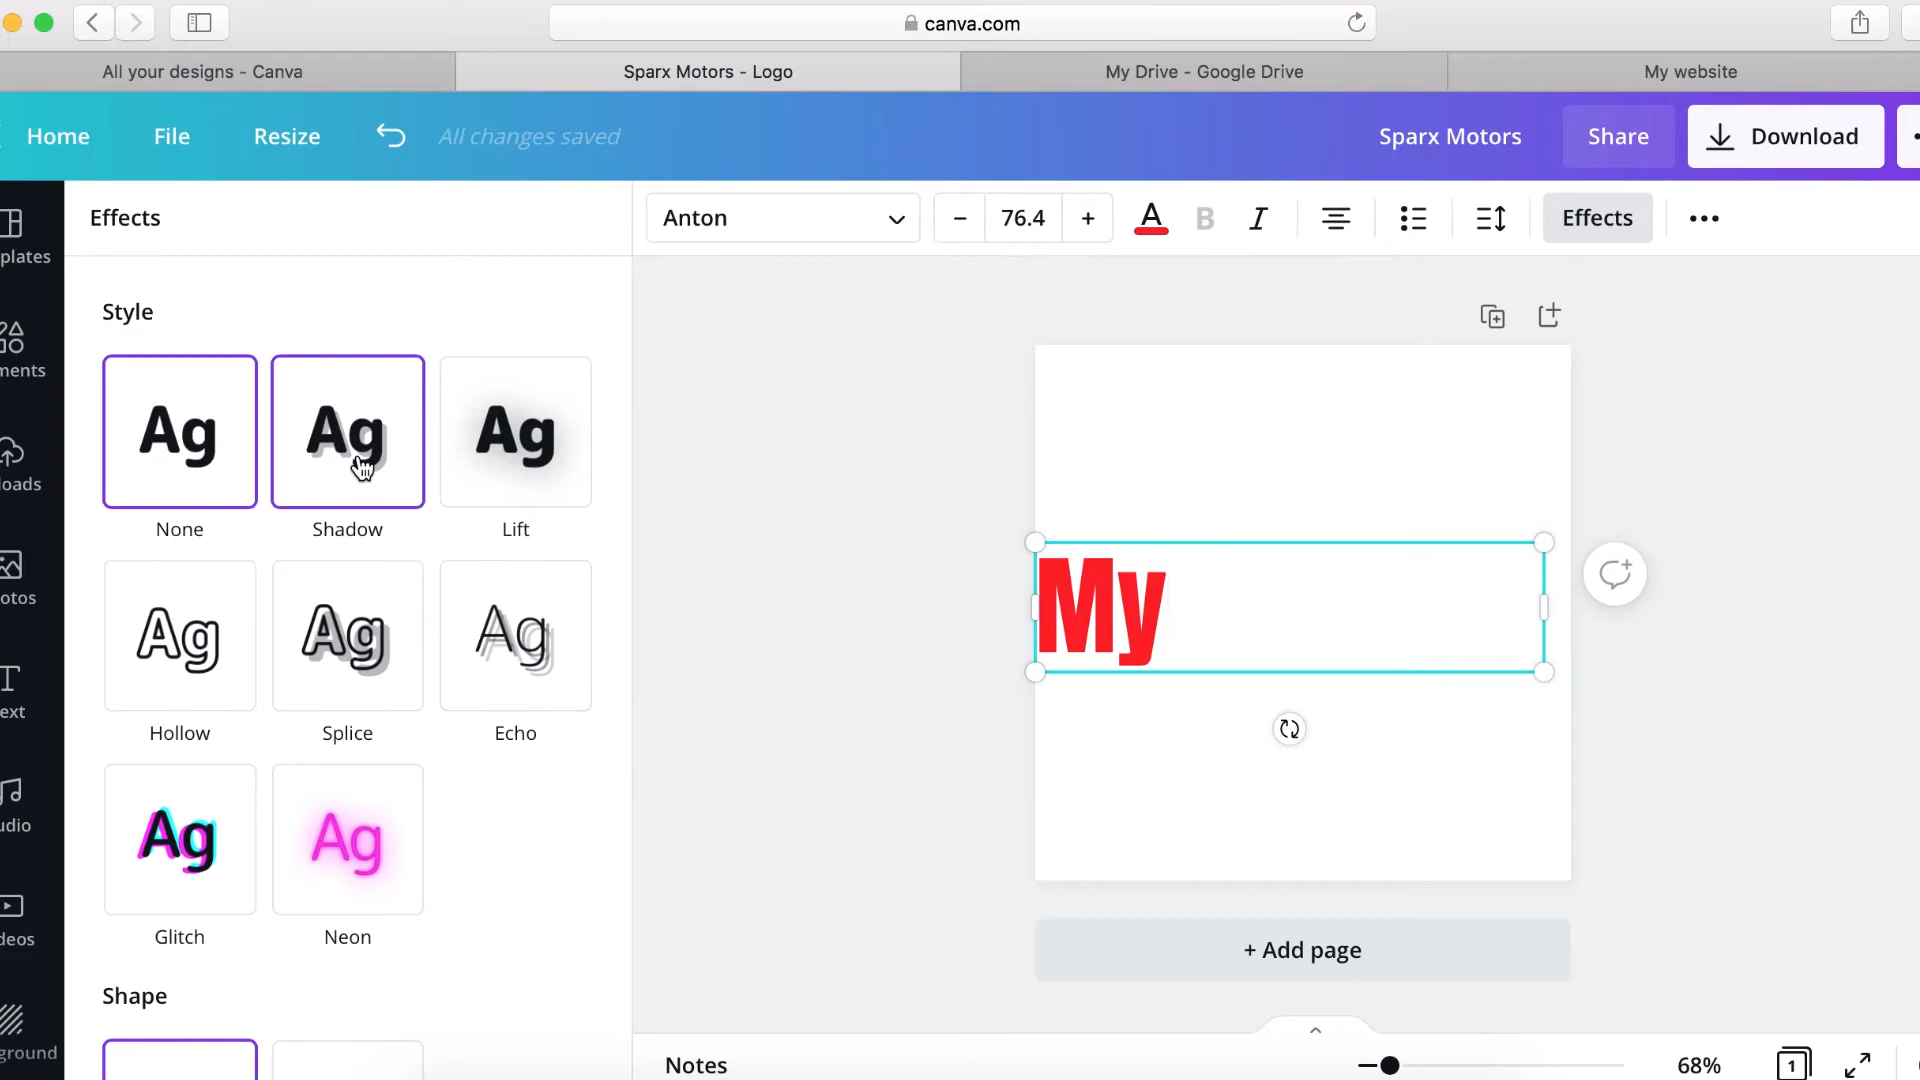 canva.com
All your designs - Canva
Sparx Motors - Logo
My Drive - Google Drive
My website
Home
File
Resize
All changes saved
Sparx Motors
Share
Download
Effects
Anton
76.4
A
B
I
Effects
Style
Ag
None
Ag
Shadow
Ag
Lift
Ag
Hollow
Ag
Splice
Ag
Echo
Ag
Glitch
Ag
Neon
Shape
plates
ments
oads
otos
ext
udio
deos
ground
My
+ Add page
Notes
68%
1